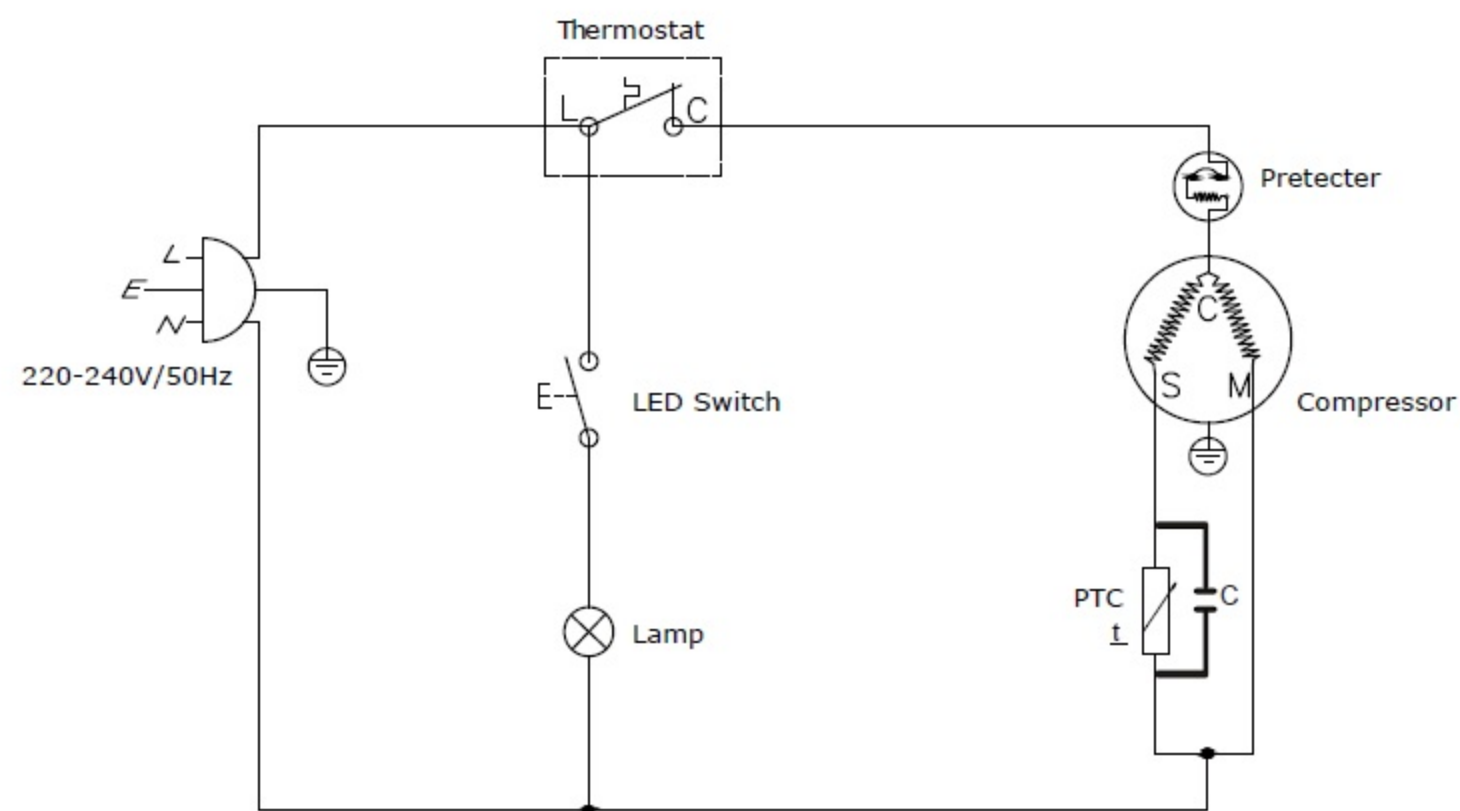 Thermostat
L
C
Pretecter
L
E
N
220-240V/50Hz
C
S
M
Compressor
LED Switch
PTC
t
C
Lamp